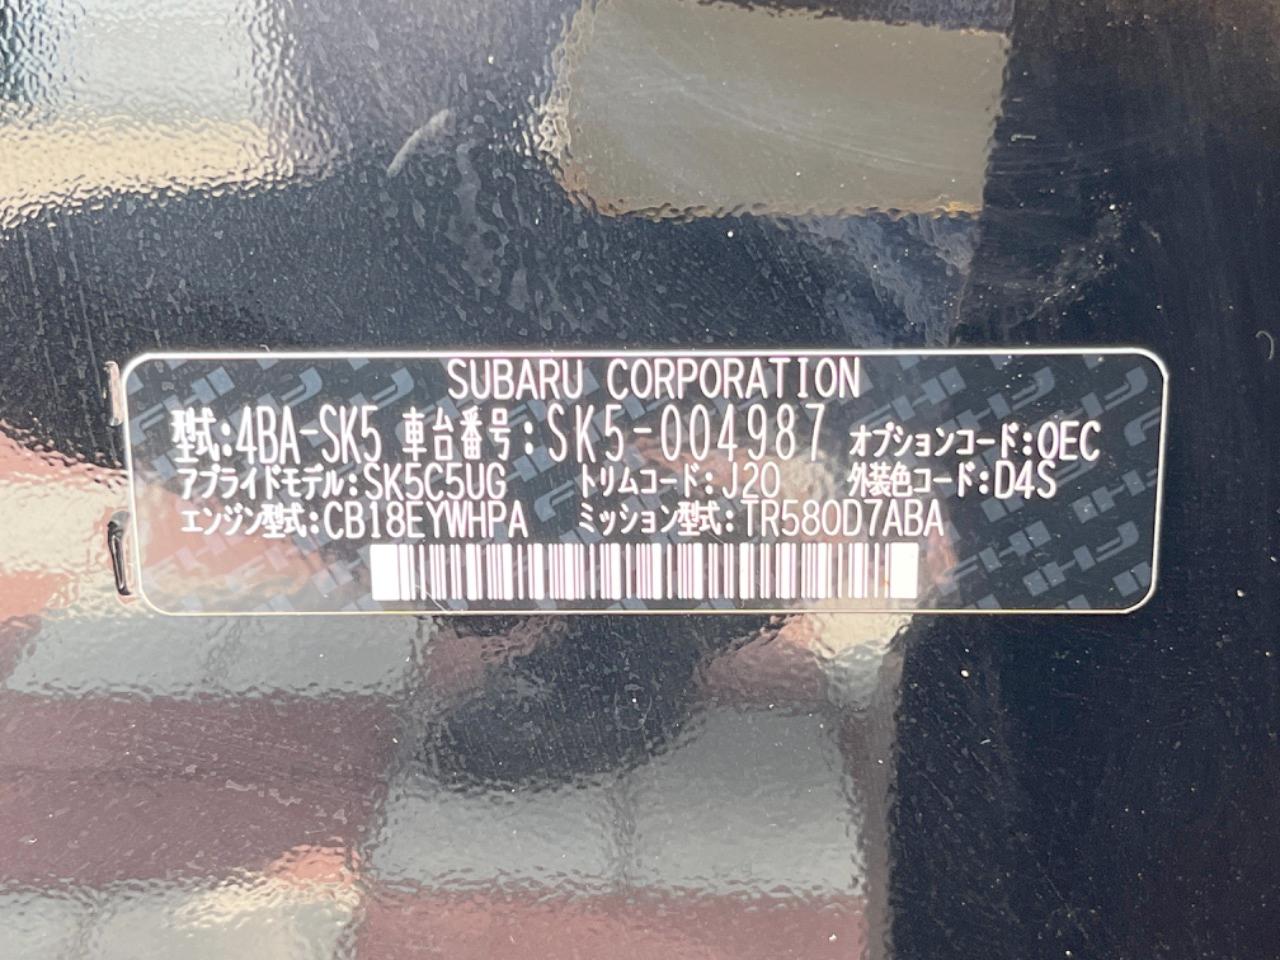 SUBARU CORPORATION
型式:4BA-SK5 車台番号:SK5-004987 オプションコード:OEC
アプライドモデル:SK5C5UG トリムコード:J20 外装色コード:D4S
エンジン型式:CB18EYWHPA ミッション型式:TR580D7ABA